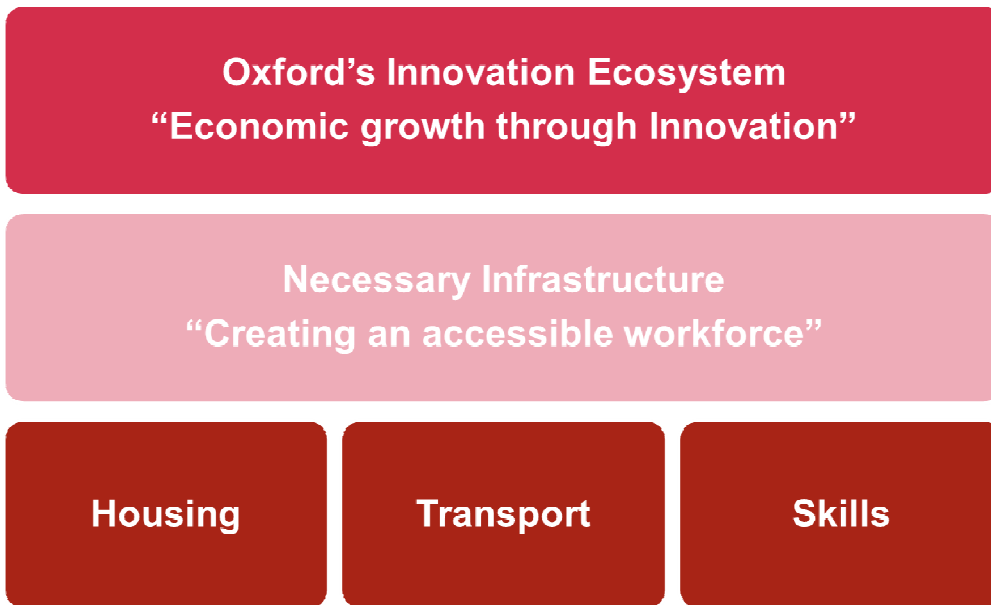 Oxford’s Innovation Ecosystem
“Economic growth through Innovation”
Necessary Infrastructure
“Creating an accessible workforce”
Housing
Transport
Skills